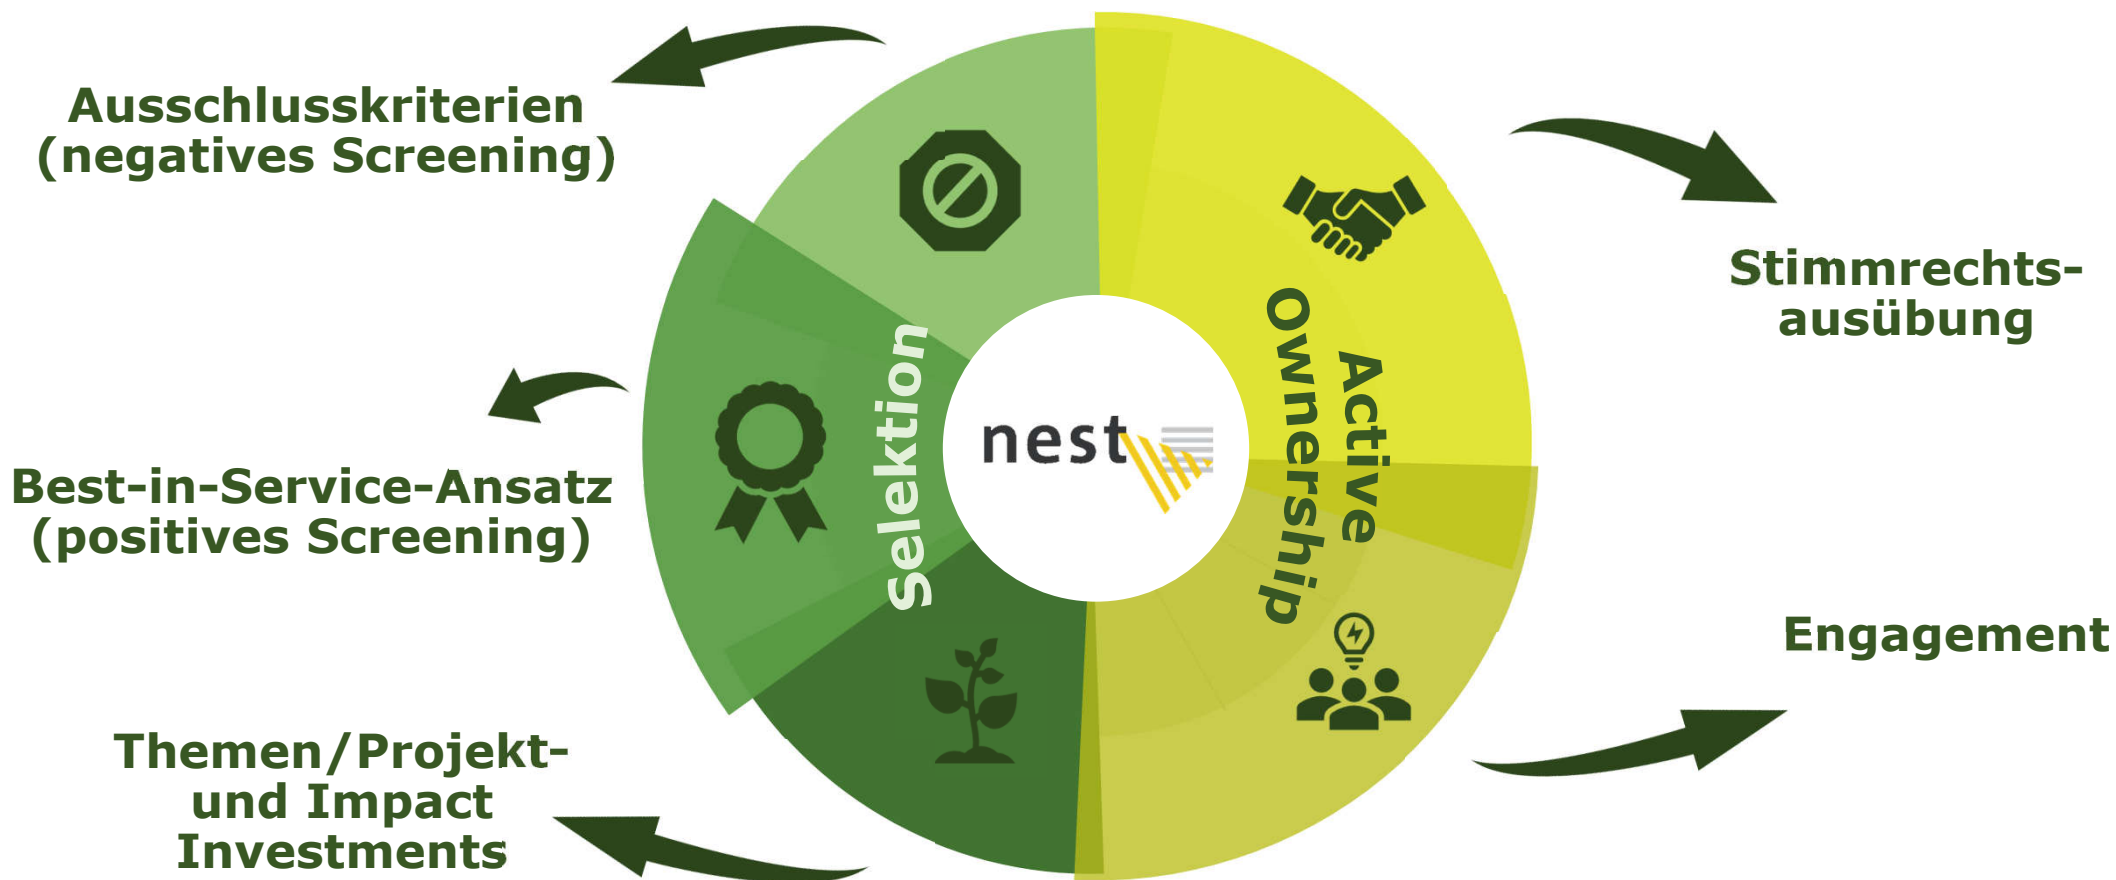 Ausschlusskriterien
(negatives Screening)
Best-in-Service-Ansatz
(positives Screening)
Themen/Projekt-
und Impact
Investments
Selektion
nest
Active
Ownership
Stimmrechts-
ausübung
Engagement